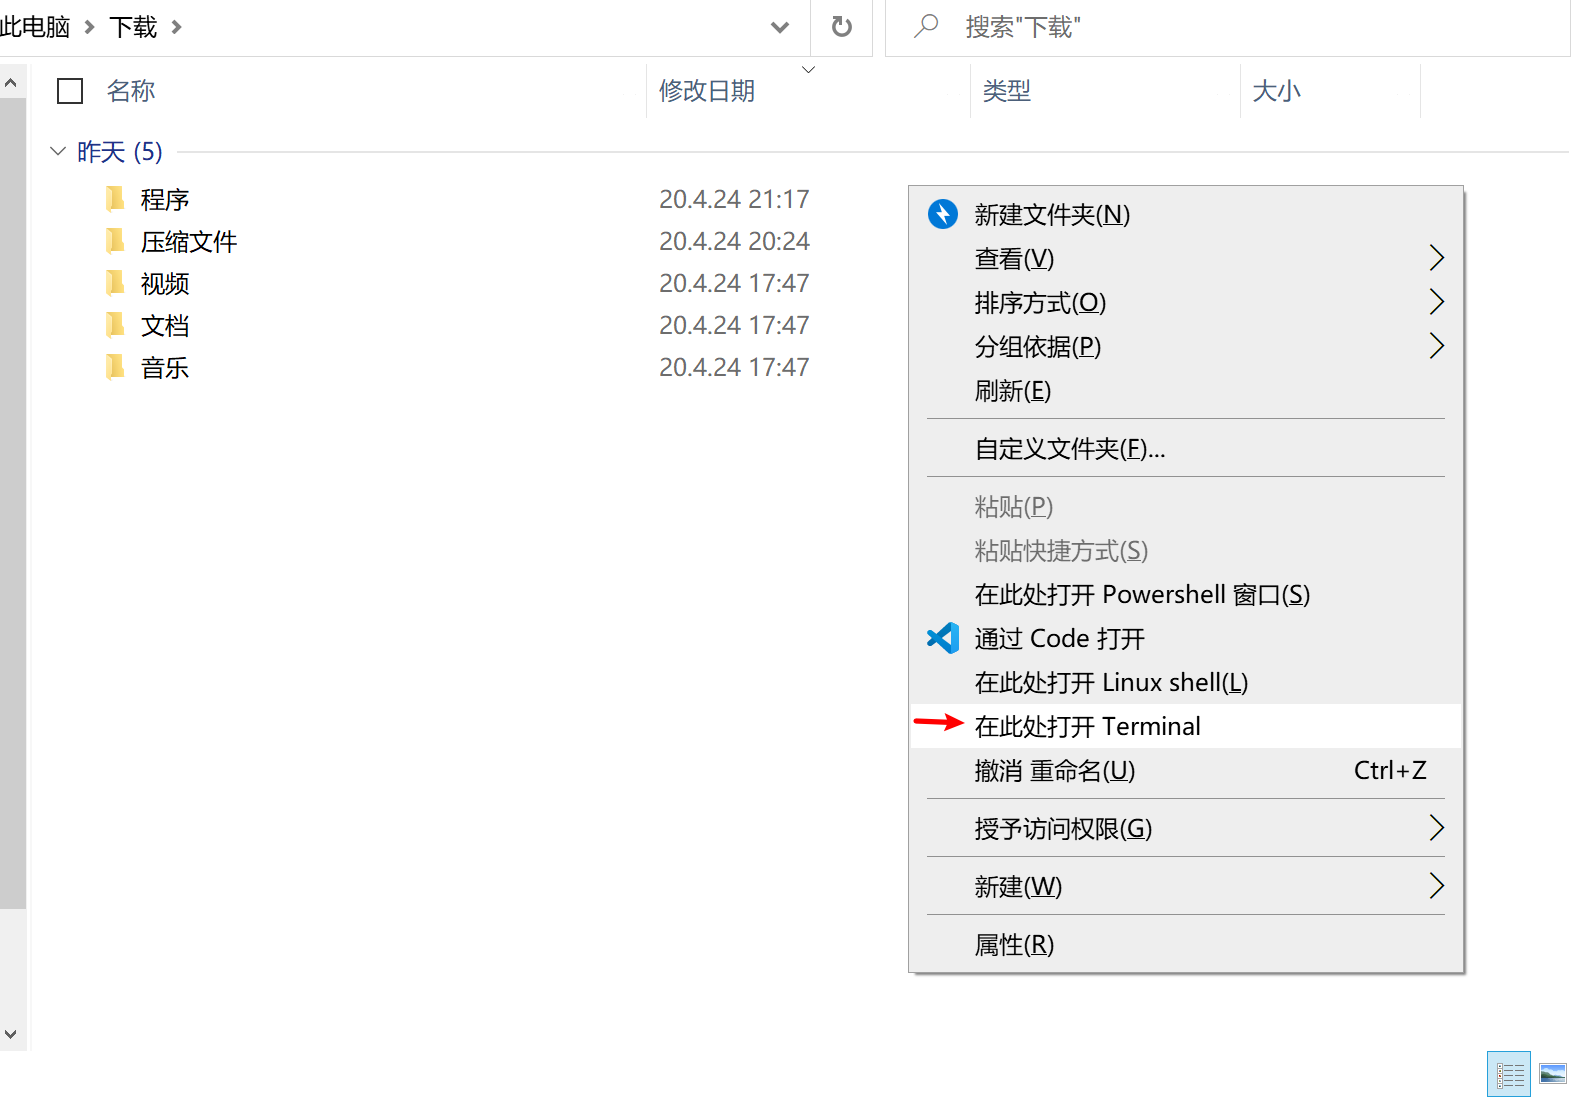 此电脑 下载
搜索"下载"
名称 修改日期 类型 大小
昨天 (5)
程序 20.4.24 21:17
压缩文件 20.4.24 20:24
视频 20.4.24 17:47
文档 20.4.24 17:47
音乐 20.4.24 17:47
新建文件夹(N)
查看(V)
排序方式(O)
分组依据(P)
刷新(E)
自定义文件夹(F)...
粘贴(P)
粘贴快捷方式(S)
在此处打开 Powershell 窗口(S)
通过 Code 打开
在此处打开 Linux shell(L)
在此处打开 Terminal
撤消 重命名(U) Ctrl+Z
授予访问权限(G)
新建(W)
属性(R)